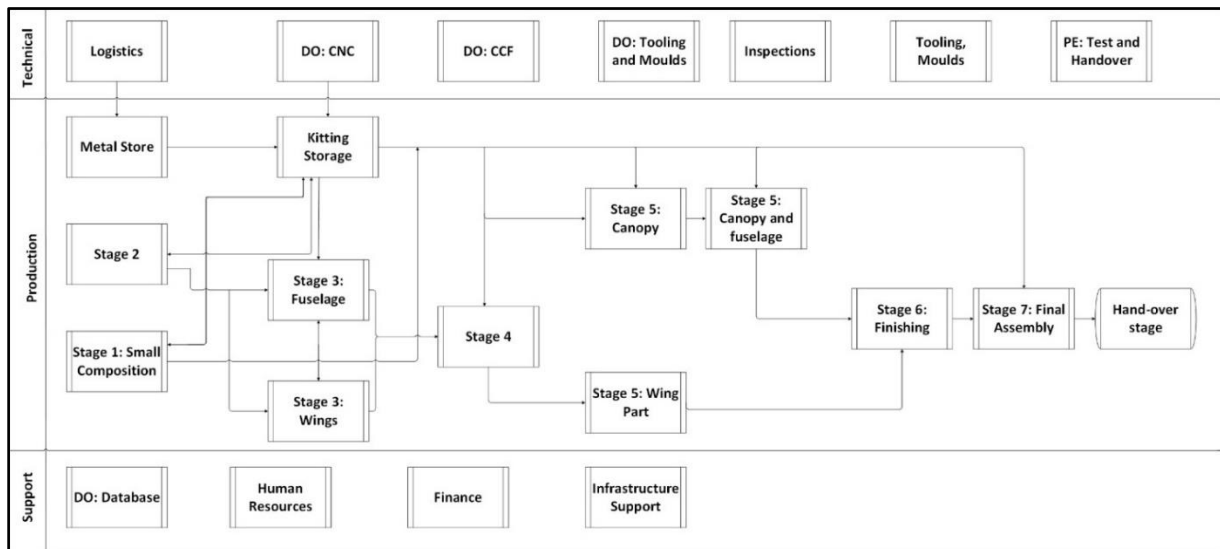 Technical
Logistics
DO: CNC
DO: CCF
DO: Tooling
and Moulds
Inspections
Tooling,
Moulds
PE: Test and
Handover
Production
Metal Store
Kitting
Storage
Stage 2
Stage 5:
Canopy
Stage 5:
Canopy and
fuselage
Stage 3:
Fuselage
Stage 1: Small
Composition
Stage 4
Stage 6:
Finishing
Stage 7: Final
Assembly
Hand-over
stage
Stage 3:
Wings
Stage 5: Wing
Part
Support
DO: Database
Human
Resources
Finance
Infrastructure
Support